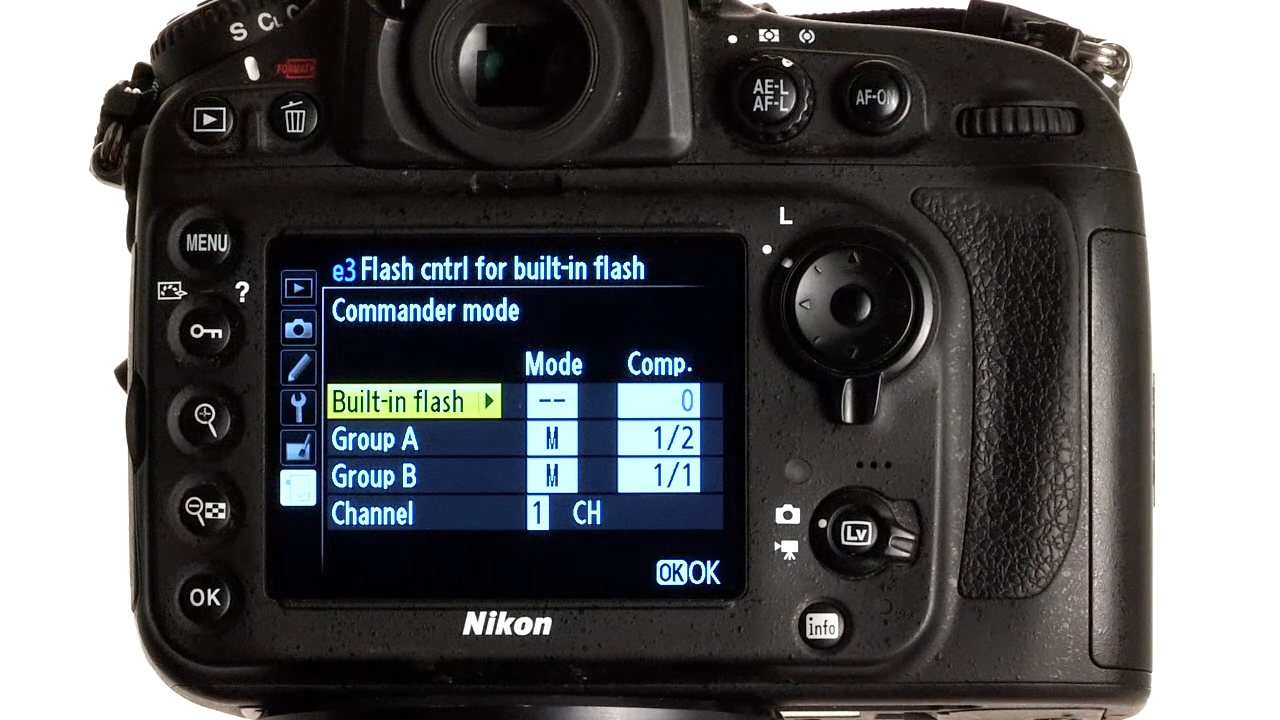 S CL C
FORMAT
AE-L
AF-L
AF-ON
L
MENU
?
e3 Flash cntrl for built-in flash
Commander mode
Mode Comp.
Built-in flash -- 0
Group A M 1/2
Group B M 1/1
Channel 1 CH
OK OK
Lv
OK
Nikon
info